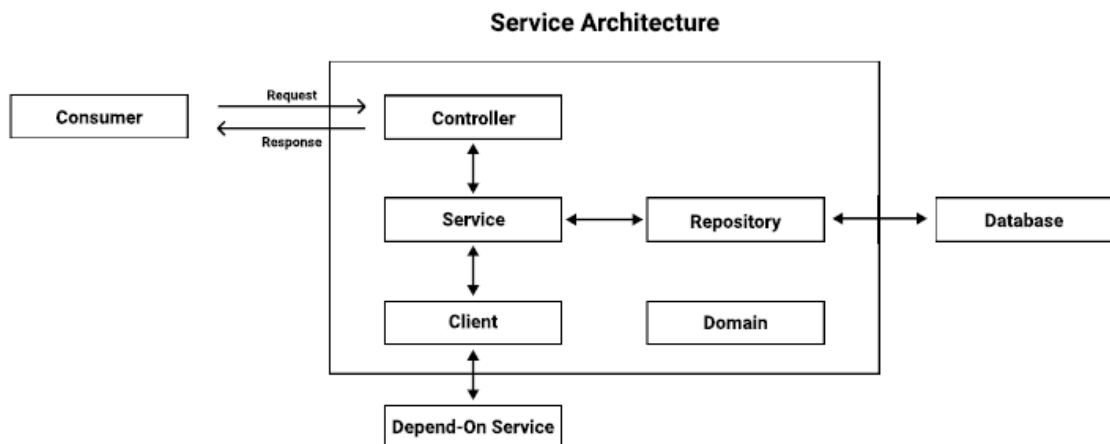 Service Architecture
Request
Consumer
Controller
Response
Service
Repository
Database
Client
Domain
Depend-On Service